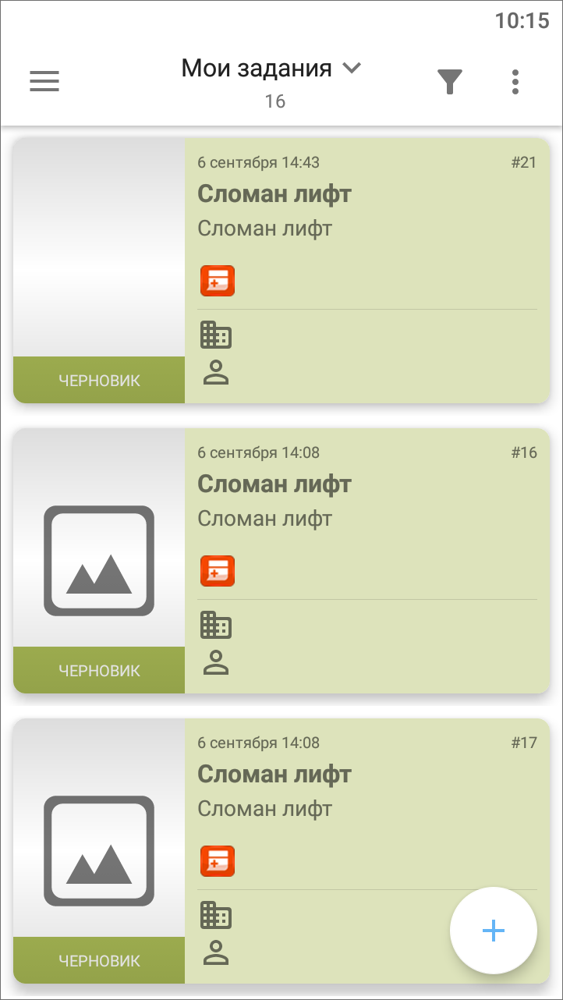 10:15
Мои задания
16
6 сентября 14:43 #21
Сломан лифт
Сломан лифт
ЧЕРНОВИК
6 сентября 14:08 #16
Сломан лифт
Сломан лифт
ЧЕРНОВИК
6 сентября 14:08 #17
Сломан лифт
Сломан лифт
ЧЕРНОВИК